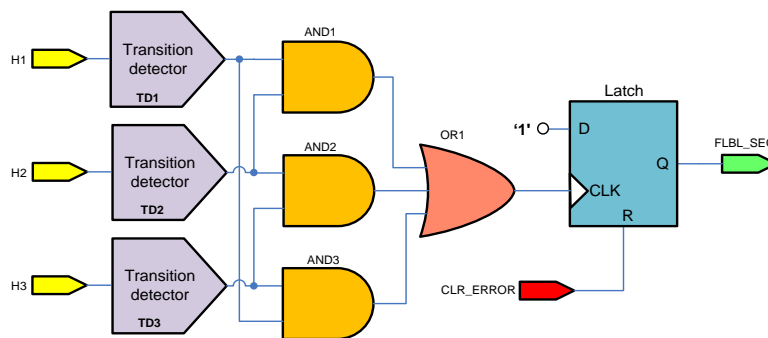 H1
Transition
detector
TD1
AND1
H2
Transition
detector
TD2
AND2
H3
Transition
detector
TD3
AND3
OR1
Latch
'1'
D
Q
CLK
R
FLBL_SEQ
CLR_ERROR